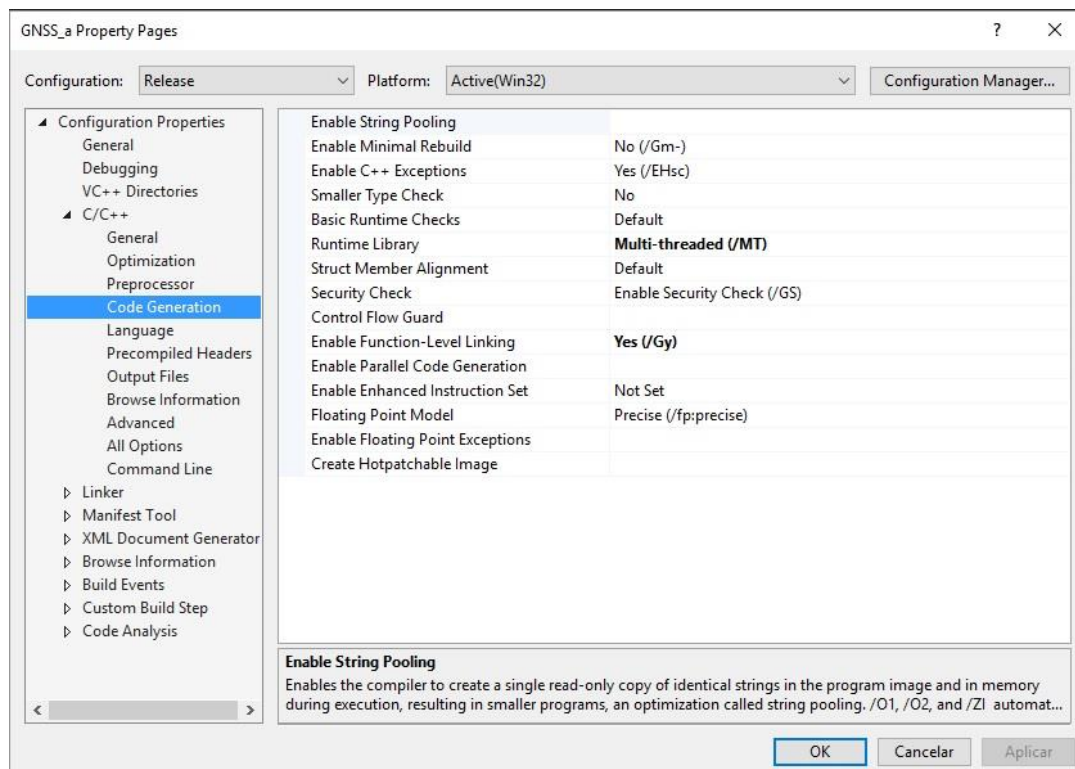 GNSS_a Property Pages
?
Configuration: Release Platform: Active(Win32) Configuration Manager...
Configuration Properties
General
Debugging
VC++ Directories
C/C++
General
Optimization
Preprocessor
Code Generation
Language
Precompiled Headers
Output Files
Browse Information
Advanced
All Options
Command Line
Linker
Manifest Tool
XML Document Generator
Browse Information
Build Events
Custom Build Step
Code Analysis
Enable String Pooling
Enable Minimal Rebuild No (/Gm-)
Enable C++ Exceptions Yes (/EHsc)
Smaller Type Check No
Basic Runtime Checks Default
Runtime Library Multi-threaded (/MT)
Struct Member Alignment Default
Security Check Enable Security Check (/GS)
Control Flow Guard
Enable Function-Level Linking Yes (/Gy)
Enable Parallel Code Generation
Enable Enhanced Instruction Set Not Set
Floating Point Model Precise (/fp:precise)
Enable Floating Point Exceptions
Create Hotpatchable Image
Enable String Pooling
Enables the compiler to create a single read-only copy of identical strings in the program image and in memory
during execution, resulting in smaller programs, an optimization called string pooling. /O1, /O2, and /ZI automat...
OK Cancelar Aplicar